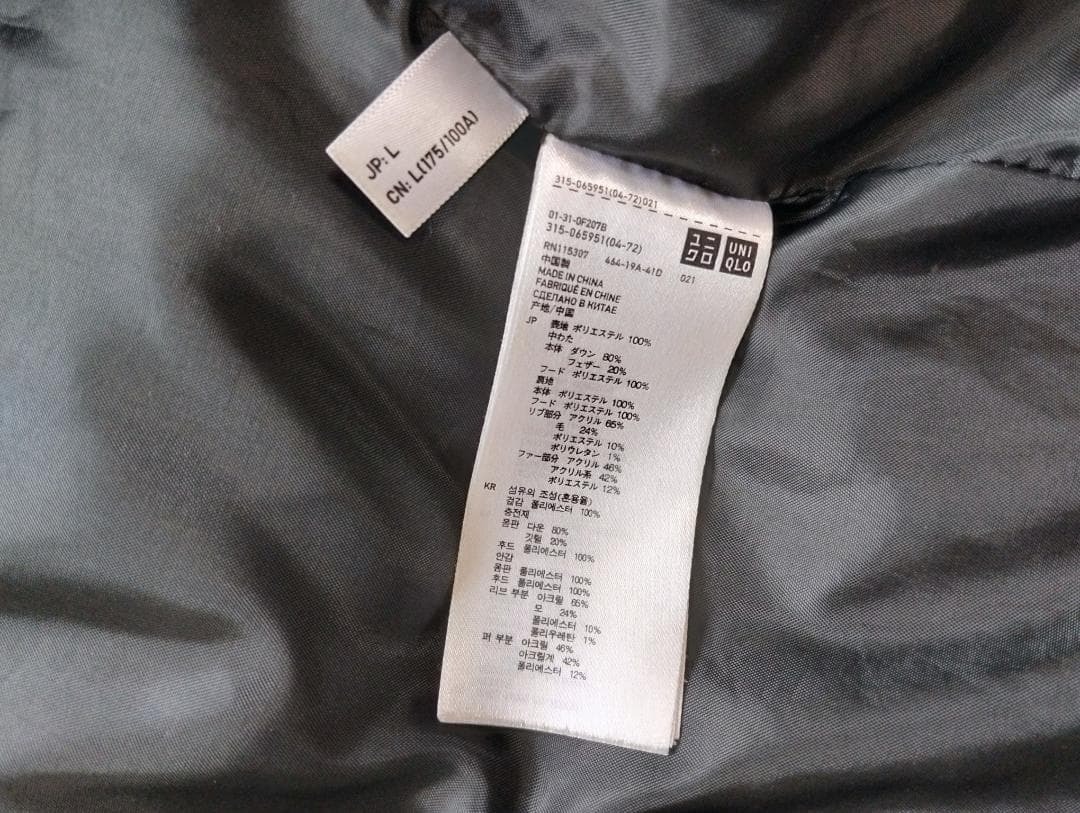 JP: L
CN: L(175/100A)
315-065951(04-72)021
01-31-0F207B
315-065951(04-72)
RN115307 464-19A-41D 021
ユニクロ
UNIQLO
中国製
MADE IN CHINA
FABRIQUÉ EN CHINE
СДЕЛАНО В КИТАЕ
产地/中国
JP 表地 ポリエステル 100%
中わた
本体 ダウン 80%
フェザー 20%
フード ポリエステル 100%
裏地
本体 ポリエステル 100%
フード ポリエステル 100%
リブ部分 アクリル 65%
毛 24%
ポリエステル 10%
ポリウレタン 1%
ファー部分 アクリル 46%
アクリル系 42%
ポリエステル 12%
KR 섬유의 조성(혼용율)
겉감 폴리에스터 100%
충전재
몸판 다운 80%
깃털 20%
후드 폴리에스터 100%
안감
몸판 폴리에스터 100%
후드 폴리에스터 100%
리브 부분 아크릴 65%
모 24%
폴리에스터 10%
폴리우레탄 1%
퍼 부분 아크릴 46%
아크릴계 42%
폴리에스터 12%